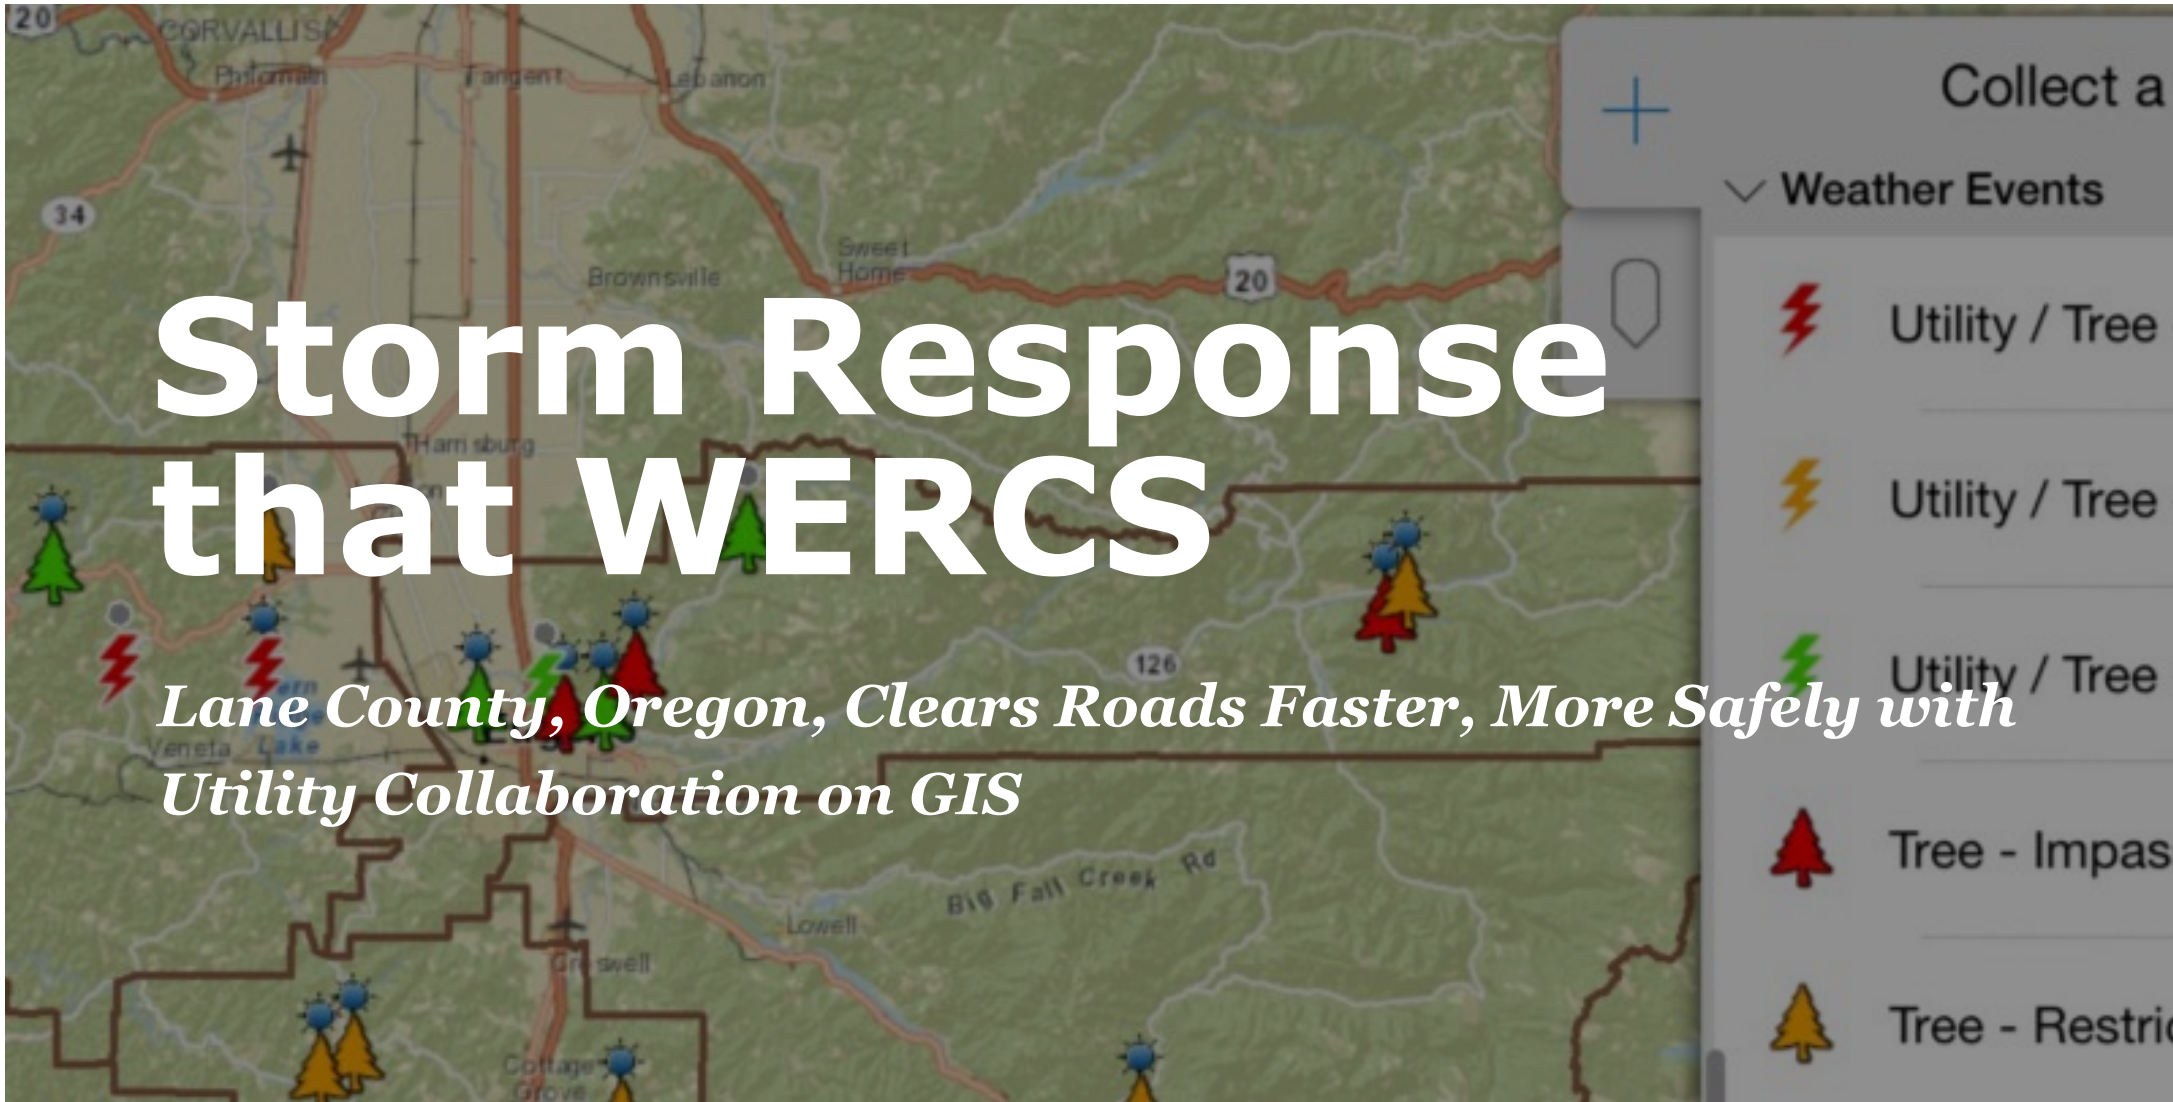 20
CORVALLIS
Philomath
Tangent
Lebanon
Collect a
Weather Events
34
Sweet
Home
20
Brownsville
Utility / Tree
Storm Response
Harrisburg
that WERCS
Utility / Tree
126
Utility / Tree
Lane County, Oregon, Clears Roads Faster, More Safely with
Veneta
Lake
Utility Collaboration on GIS
Tree - Impas
Big Fall Creek Rd
Lowell
Creswell
Tree - Restric
Cottage
Grove